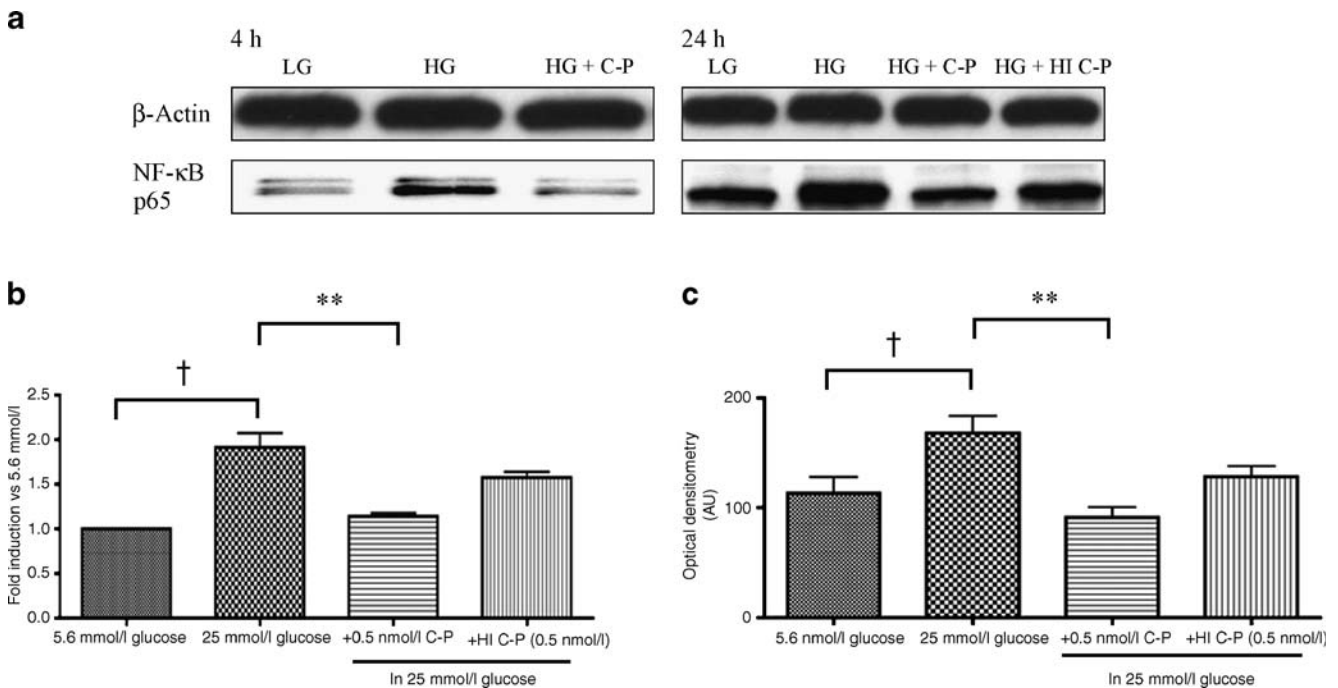 a
4 h
LG HG HG + C-P
24 h
LG HG HG + C-P HG + HI C-P
β-Actin
NF-κB
p65
b
**
†
Fold induction vs 5.6 mmol/l
2.5
2.0
1.5
1.0
0.5
0.0
5.6 mmol/l glucose 25 mmol/l glucose +0.5 nmol/l C-P +HI C-P (0.5 nmol/l)
In 25 mmol/l glucose
c
**
†
Optical densitometry
(AU)
200
100
0
5.6 mmol/l glucose 25 mmol/l glucose +0.5 nmol/l C-P +HI C-P (0.5 nmol/l)
In 25 mmol/l glucose